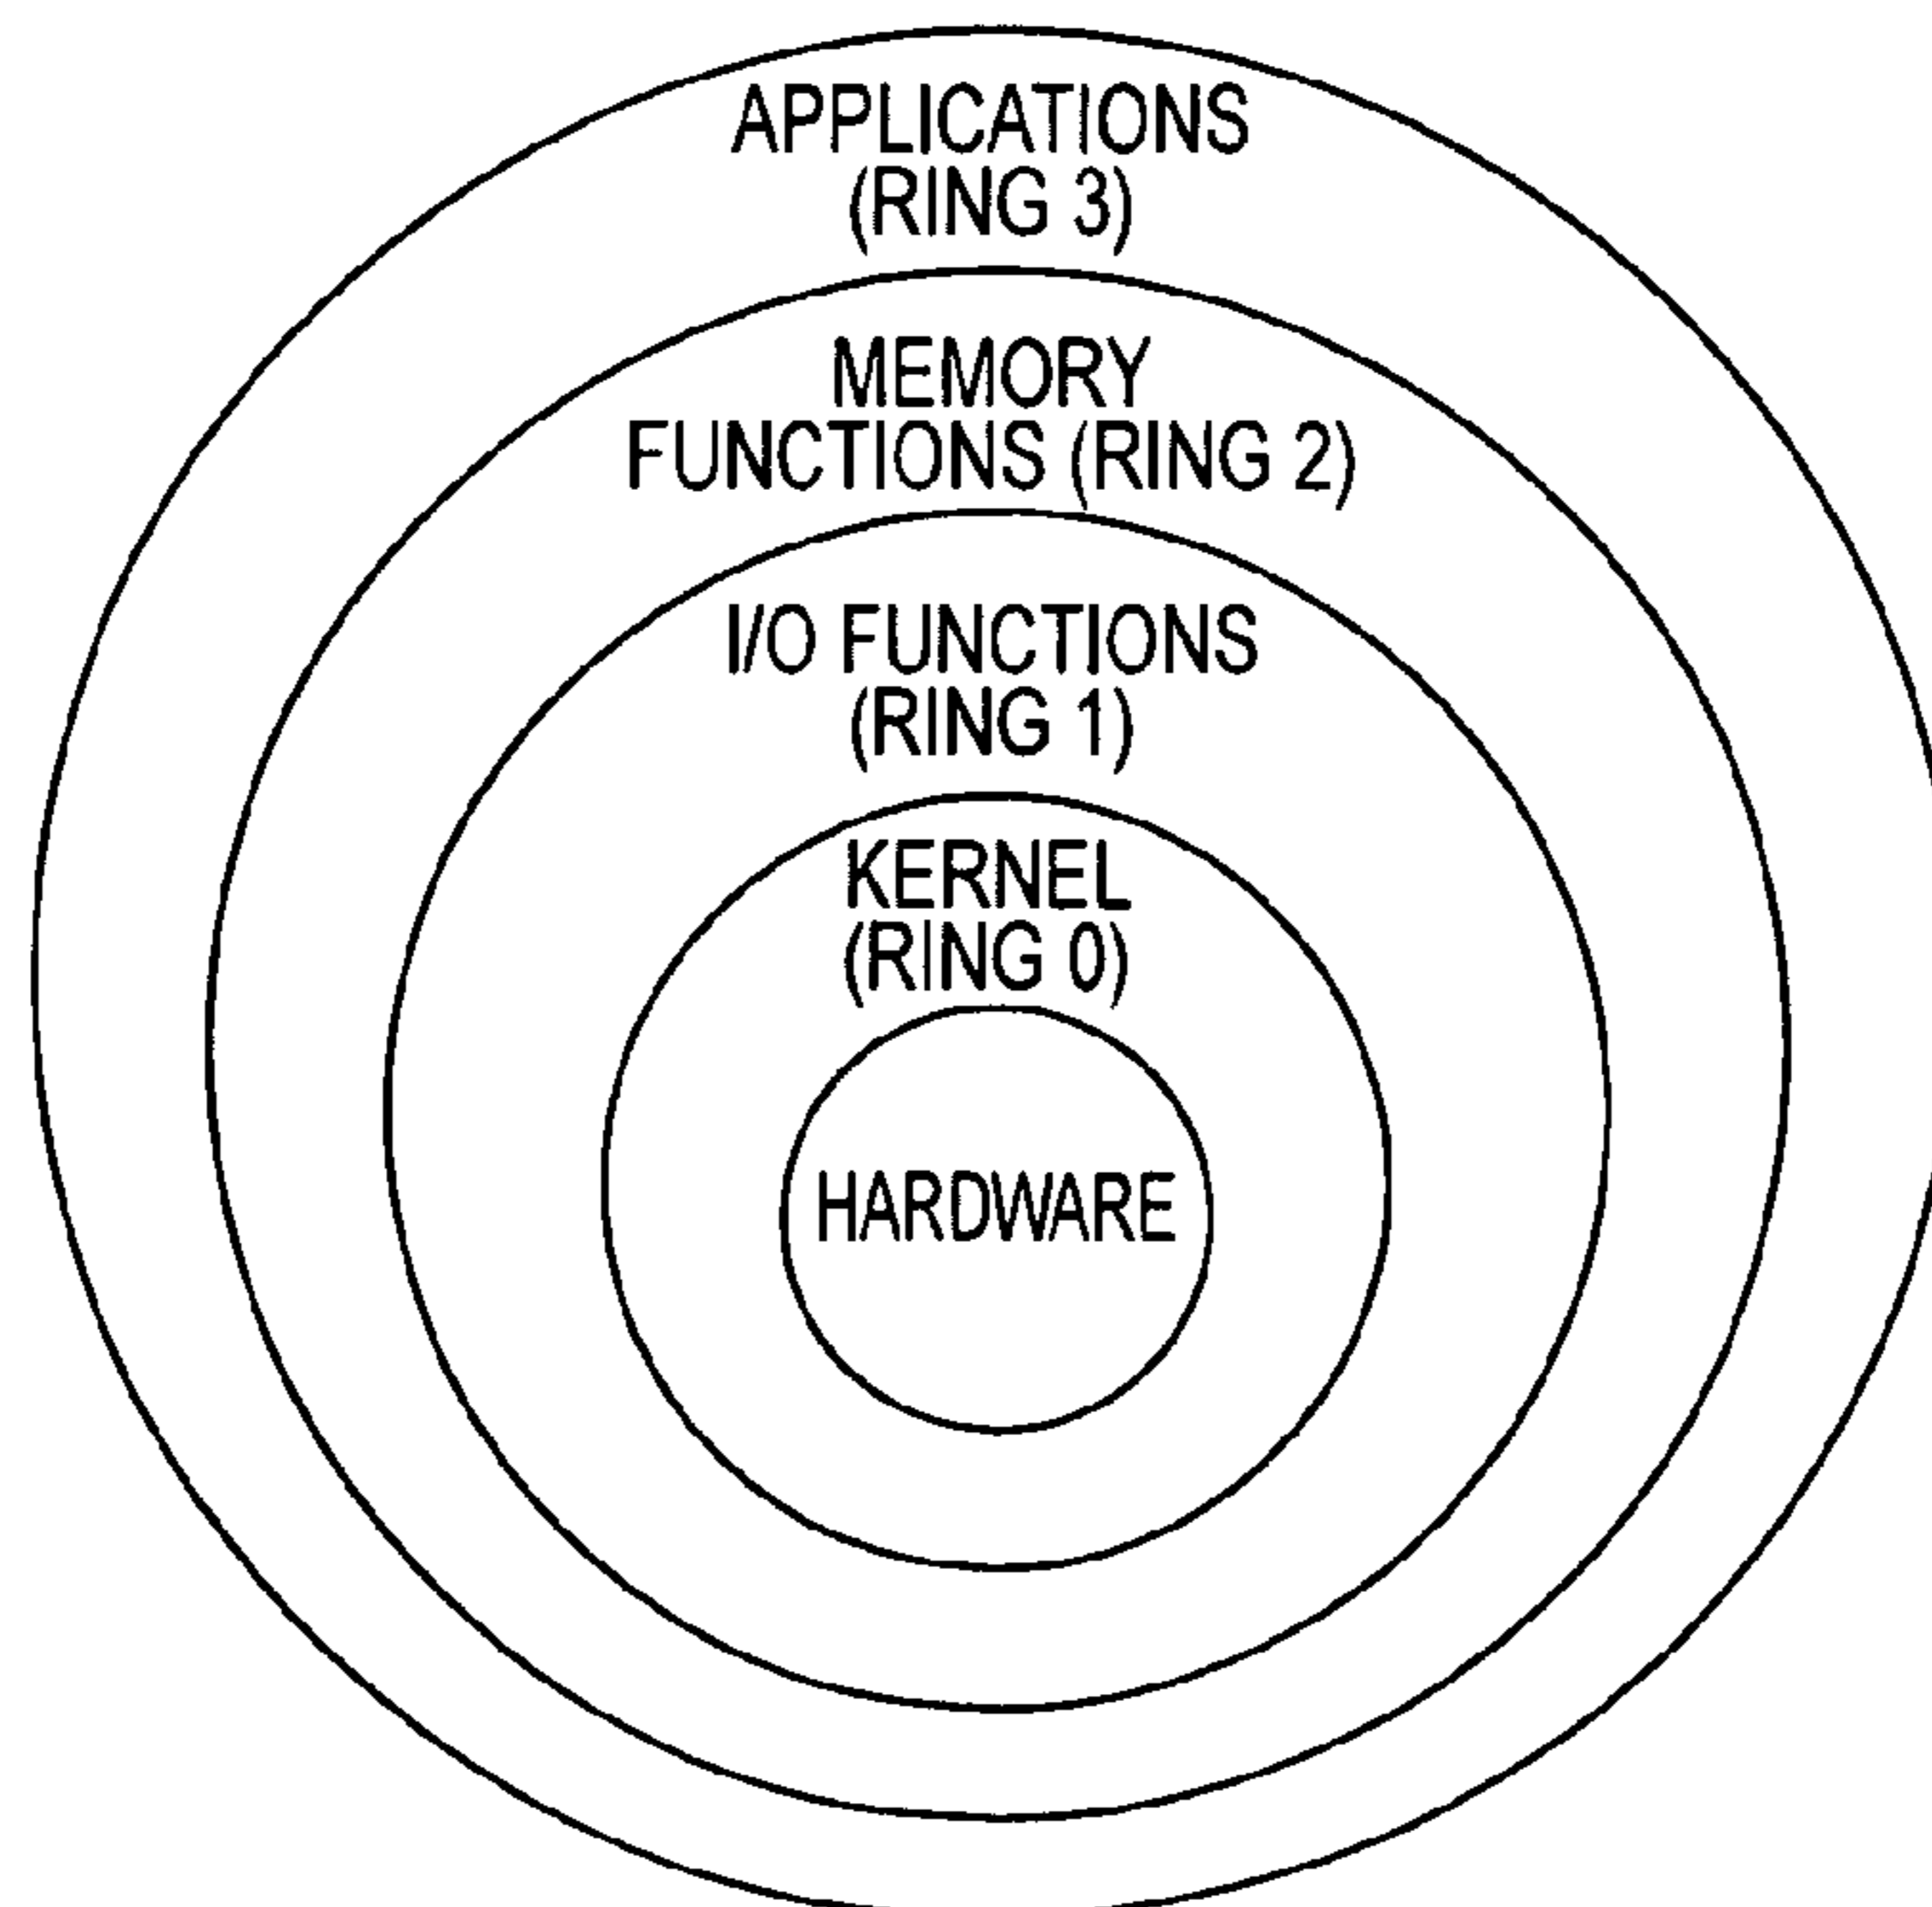 APPLICATIONS
(RING 3)
MEMORY
FUNCTIONS (RING 2)
I/O FUNCTIONS
(RING 1)
KERNEL
(RING 0)
HARDWARE